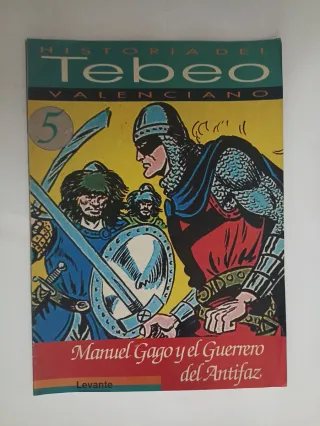 HISTORIA DEL
Tebeo
VALENCIANO
5
Manuel Gago y el Guerrero
del Antifaz
Levante